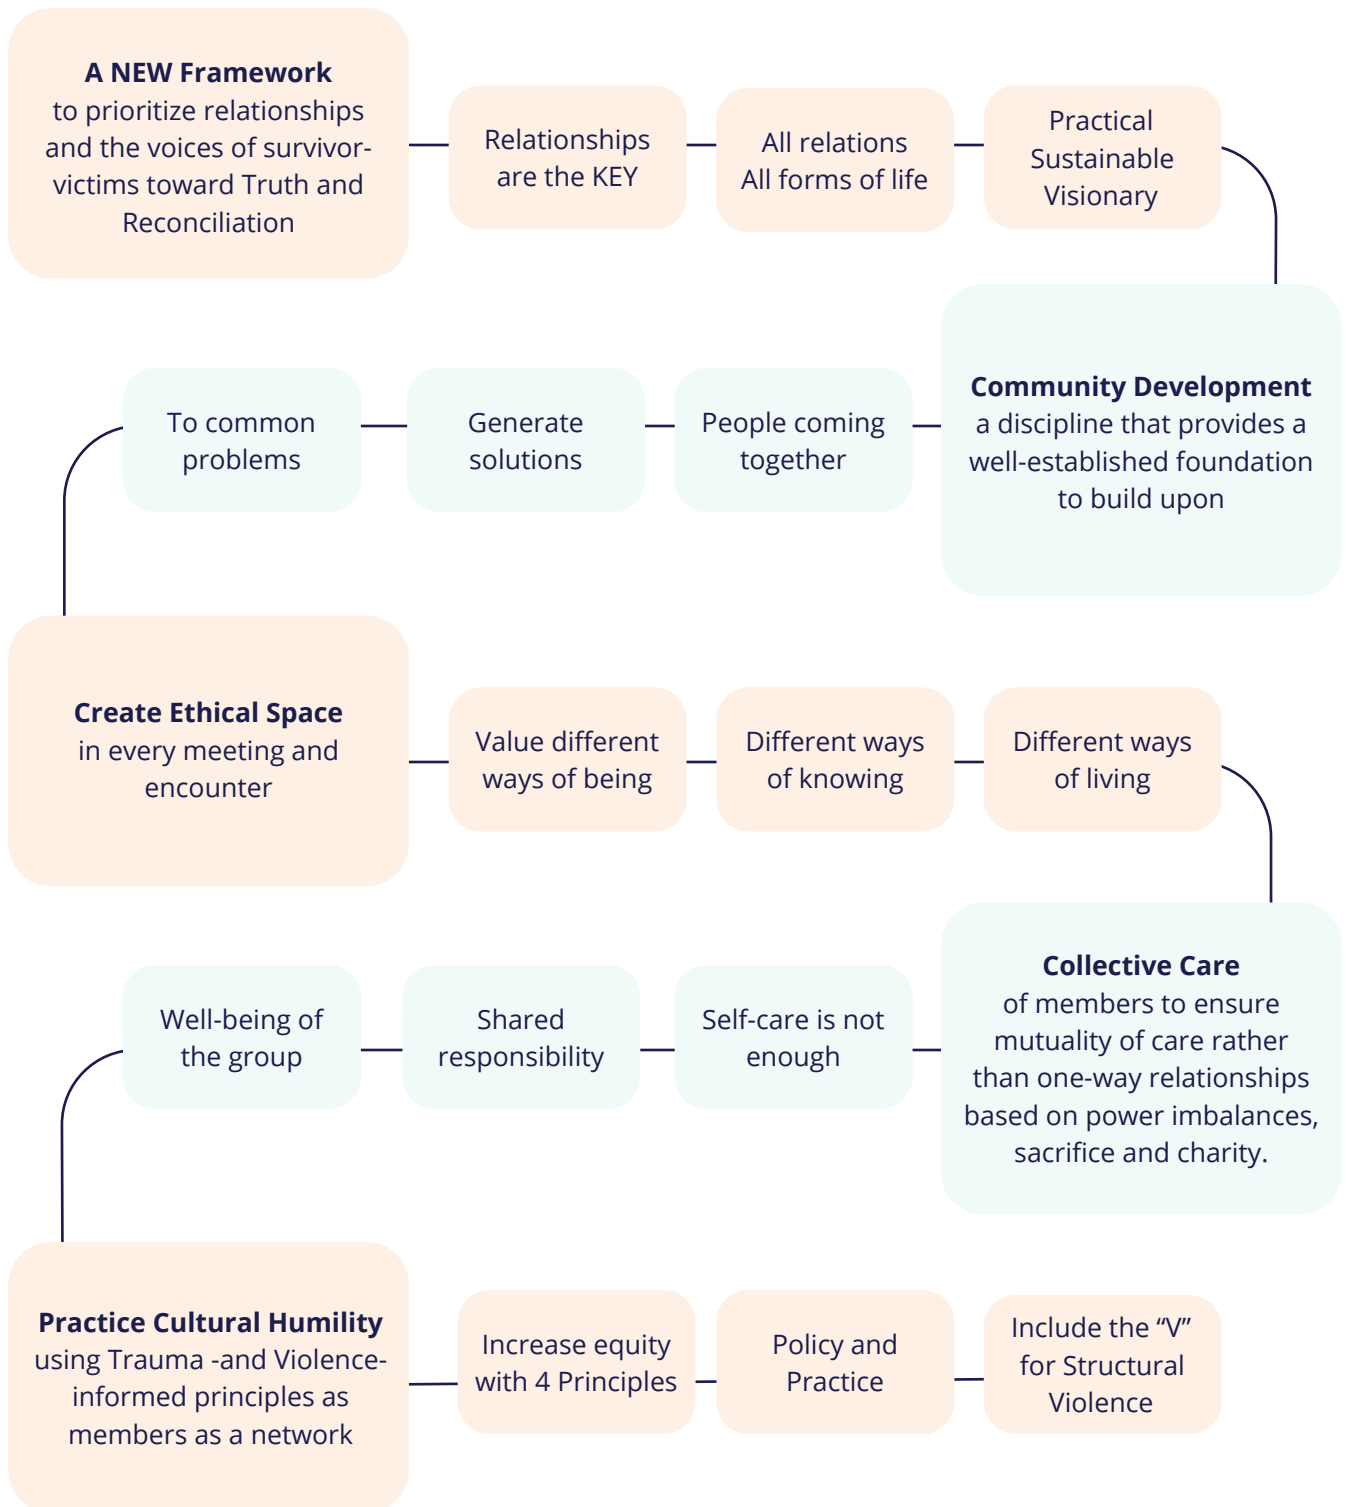 A NEW Framework
to prioritize relationships
and the voices of survivor-
victims toward Truth and
Reconciliation
Relationships
are the KEY
All relations
All forms of life
Practical
Sustainable
Visionary
Community Development
a discipline that provides a
well-established foundation
to build upon
People coming
together
Generate
solutions
To common
problems
Create Ethical Space
in every meeting and
encounter
Value different
ways of being
Different ways
of knowing
Different ways
of living
Collective Care
of members to ensure
mutuality of care rather
than one-way relationships
based on power imbalances,
sacrifice and charity.
Self-care is not
enough
Shared
responsibility
Well-being of
the group
Practice Cultural Humility
using Trauma -and Violence-
informed principles as
members as a network
Increase equity
with 4 Principles
Policy and
Practice
Include the “V”
for Structural
Violence